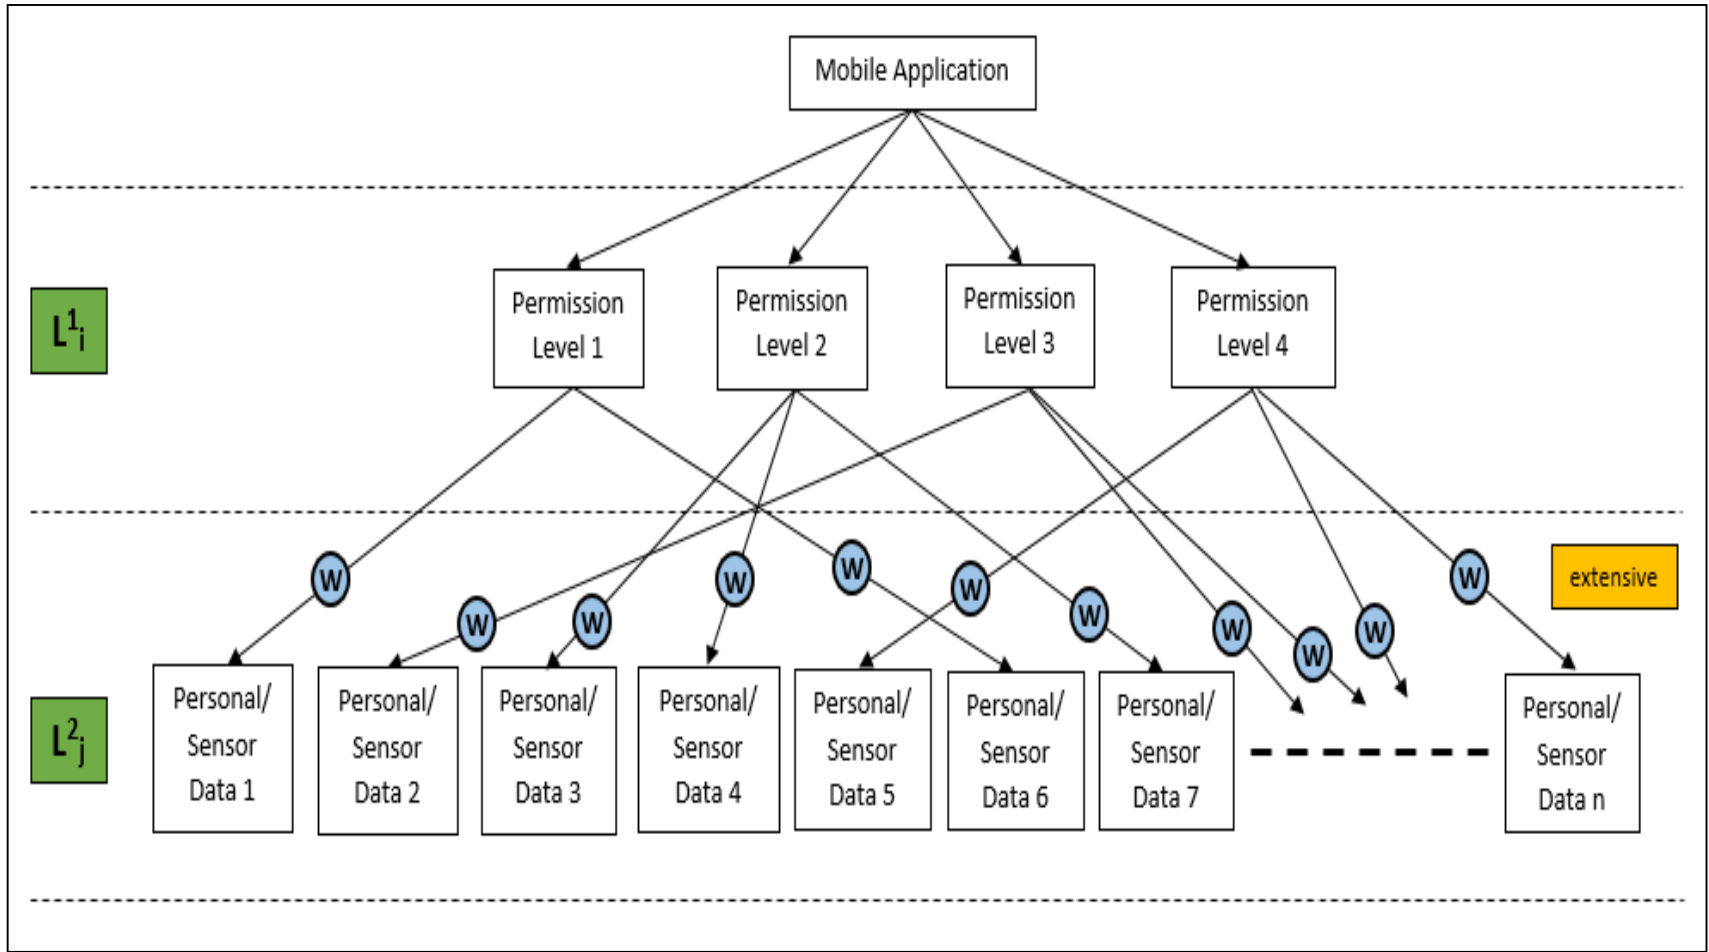 Mobile Application
L¹ᵢ
Permission
Level 1
Permission
Level 2
Permission
Level 3
Permission
Level 4
W
W
W
W
W
W
W
W
W
W
W
extensive
L²ⱼ
Personal/
Sensor
Data 1
Personal/
Sensor
Data 2
Personal/
Sensor
Data 3
Personal/
Sensor
Data 4
Personal/
Sensor
Data 5
Personal/
Sensor
Data 6
Personal/
Sensor
Data 7
Personal/
Sensor
Data n